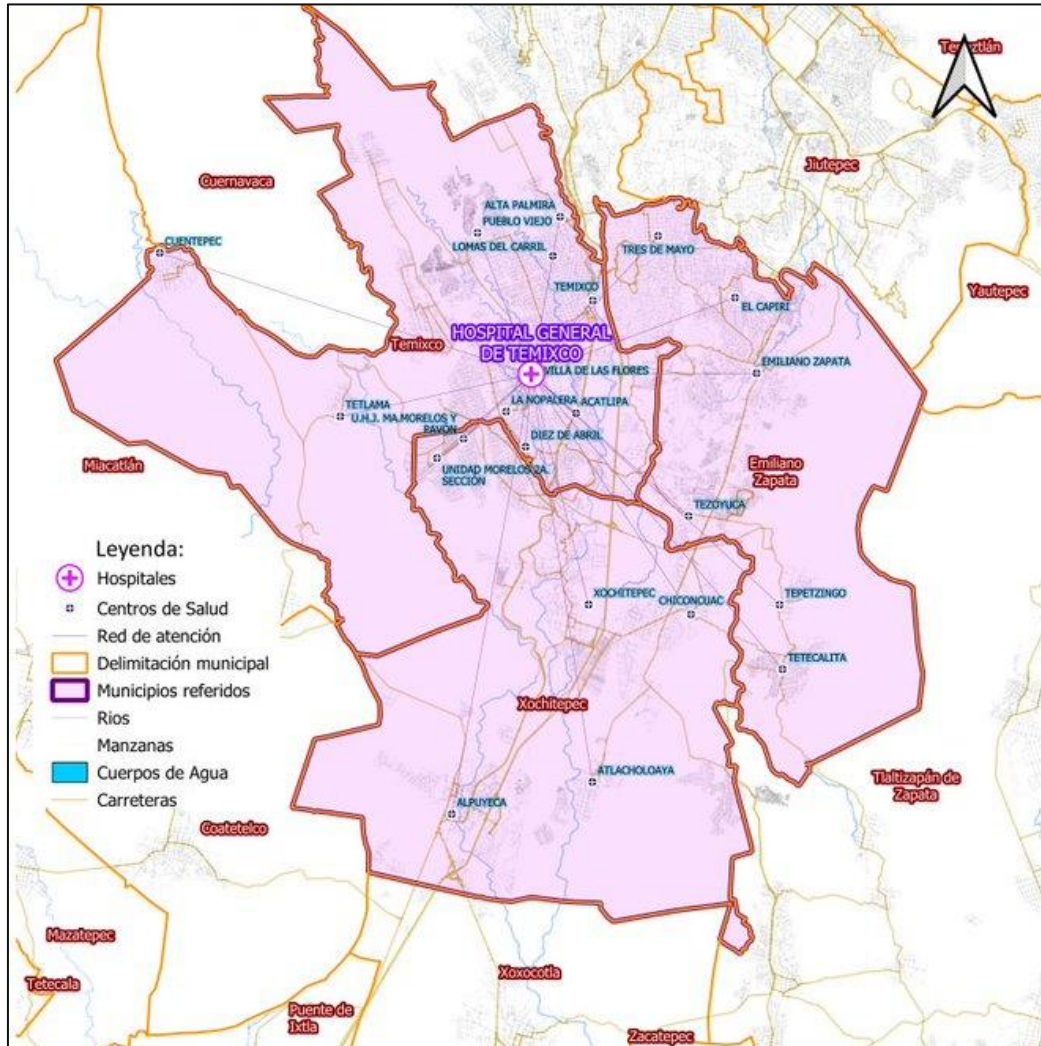 Tepoztlán
Jiutepec
Cuernavaca
ALTA PALMIRA
PUEBLO VIEJO
LOMAS DEL CARRIL
TRES DE MAYO
CUENTEPEC
Yautepec
TEMIXCO
EL CAPIRI
Temixco
HOSPITAL GENERAL
DE TEMIXCO
VILLA DE LAS FLORES
EMILIANO ZAPATA
TETLAMA
LA NOPALERA
ACATLIPA
U.H.J. MA.MORELOS Y
PAVON
DIEZ DE ABRIL
Miacatlán
UNIDAD MORELOS 2A.
SECCIÓN
Emiliano
Zapata
TEZOYUCA
Leyenda:
Hospitales
Centros de Salud
Red de atención
Delimitación municipal
Municipios referidos
Rios
Manzanas
Cuerpos de Agua
Carreteras
XOCHITEPEC
CHICONCUAC
TEPETZINGO
TETECALITA
Xochitepec
ATLACHOLOAYA
Tlaltizapán de
Zapata
ALPUYECA
Coatetelco
Mazatepec
Tetecala
Xoxocotla
Puente de
Ixtla
Zacatepec